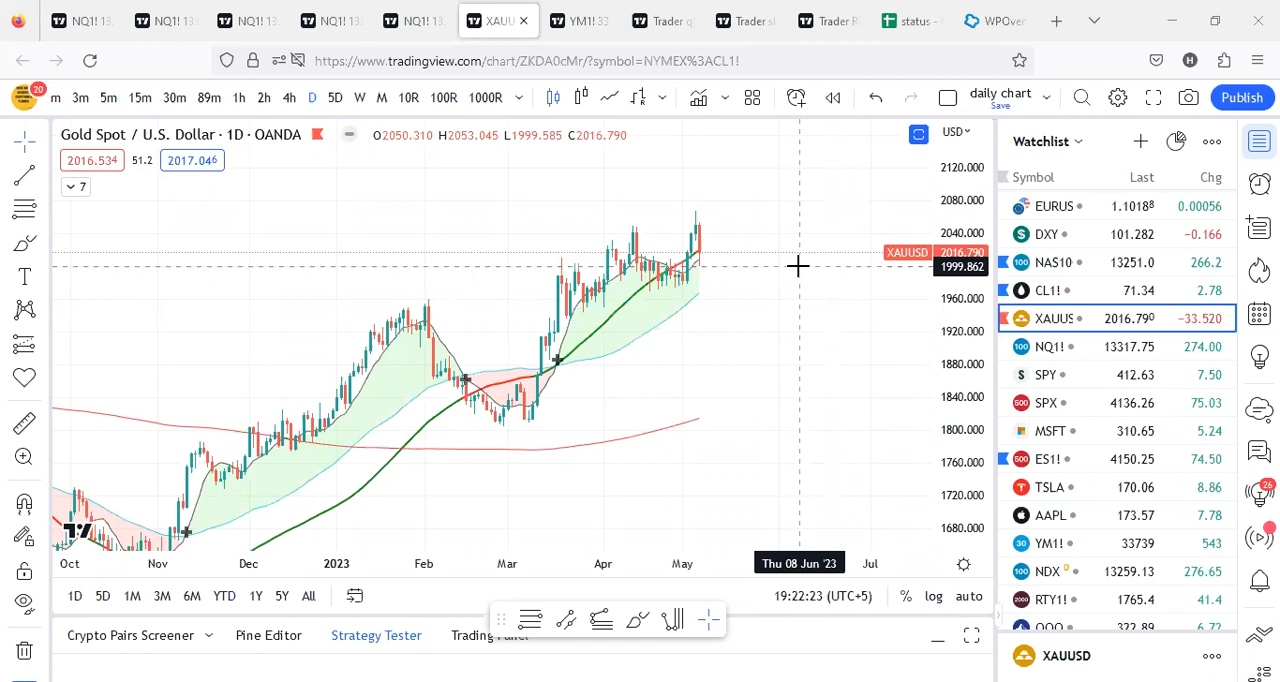 NQ1! 13 NQ1! 13 NQ1! 13 NQ1! 13 NQ1! 13 XAUU YM1! 33 Trader Trader Trader status - WPOver
https://www.tradingview.com/chart/ZKDA0cMr/?symbol=NYMEX%3ACL1!
20 m 3m 5m 15m 30m 89m 1h 2h 4h D 5D W M 10R 100R 1000R daily chart Save Publish
Gold Spot / U.S. Dollar · 1D · OANDA O2050.310 H2053.045 L1999.585 C2016.790 USD
2016.534 51.2 2017.046
7
2120.000
2080.000
2040.000
XAUUSD 2016.790
1999.862
1960.000
1920.000
1880.000
1840.000
1800.000
1760.000
1720.000
1680.000
Oct Nov Dec 2023 Feb Mar Apr May Thu 08 Jun '23 Jul
1D 5D 1M 3M 6M YTD 1Y 5Y All 19:22:23 (UTC+5) % log auto
Crypto Pairs Screener Pine Editor Strategy Tester Trading Panel
Watchlist
Symbol Last Chg
EURUS 1.10188 0.00056
DXY 101.282 −0.166
NAS10 13251.0 266.2
CL1! 71.34 2.78
XAUUS 2016.790 −33.520
NQ1! 13317.75 274.00
SPY 412.63 7.50
SPX 4136.26 75.03
MSFT 310.65 5.24
ES1! 4150.25 74.50
TSLA 170.06 8.86
AAPL 173.57 7.78
YM1! 33739 543
NDX D 13259.13 276.65
RTY1! 1765.4 41.4
QQQ 322.89 6.72
XAUUSD
26